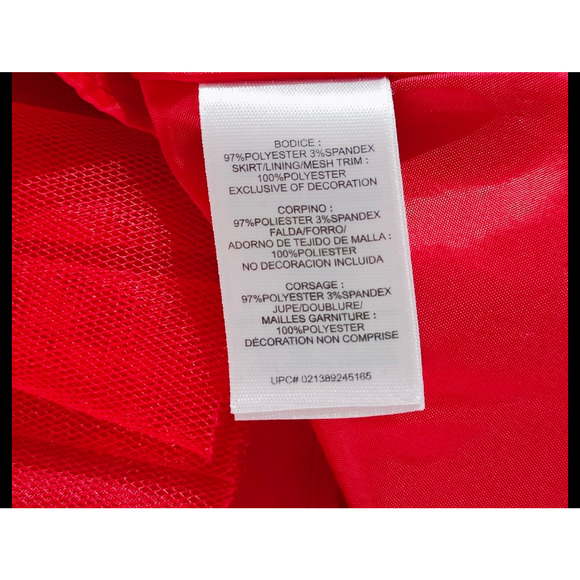 BODICE :
97%POLYESTER 3%SPANDEX
SKIRT/LINING/MESH TRIM :
100%POLYESTER
EXCLUSIVE OF DECORATION
CORPINO :
97%POLIESTER 3%SPANDEX
FALDA/FORRO/
ADORNO DE TEJIDO DE MALLA :
100%POLIESTER
NO DECORACION INCLUIDA
CORSAGE :
97%POLYESTER 3%SPANDEX
JUPE/DOUBLURE/
MAILLES GARNITURE :
100%POLYESTER
DÉCORATION NON COMPRISE
UPC# 021389245165